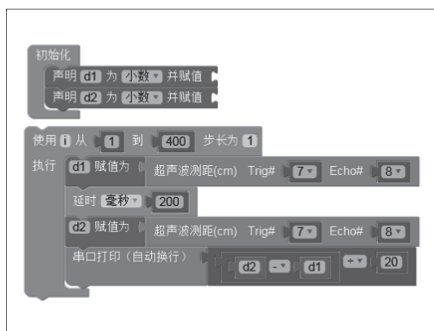 初始化
声明 d1 为 小数 并赋值
声明 d2 为 小数 并赋值
使用 i 从 1 到 400 步长为 1
执行 d1 赋值为 超声波测距(cm) Trig# 7 Echo# 8
延时 毫秒 200
d2 赋值为 超声波测距(cm) Trig# 7 Echo# 8
串口打印（自动换行） d2 - d1 ÷ 20